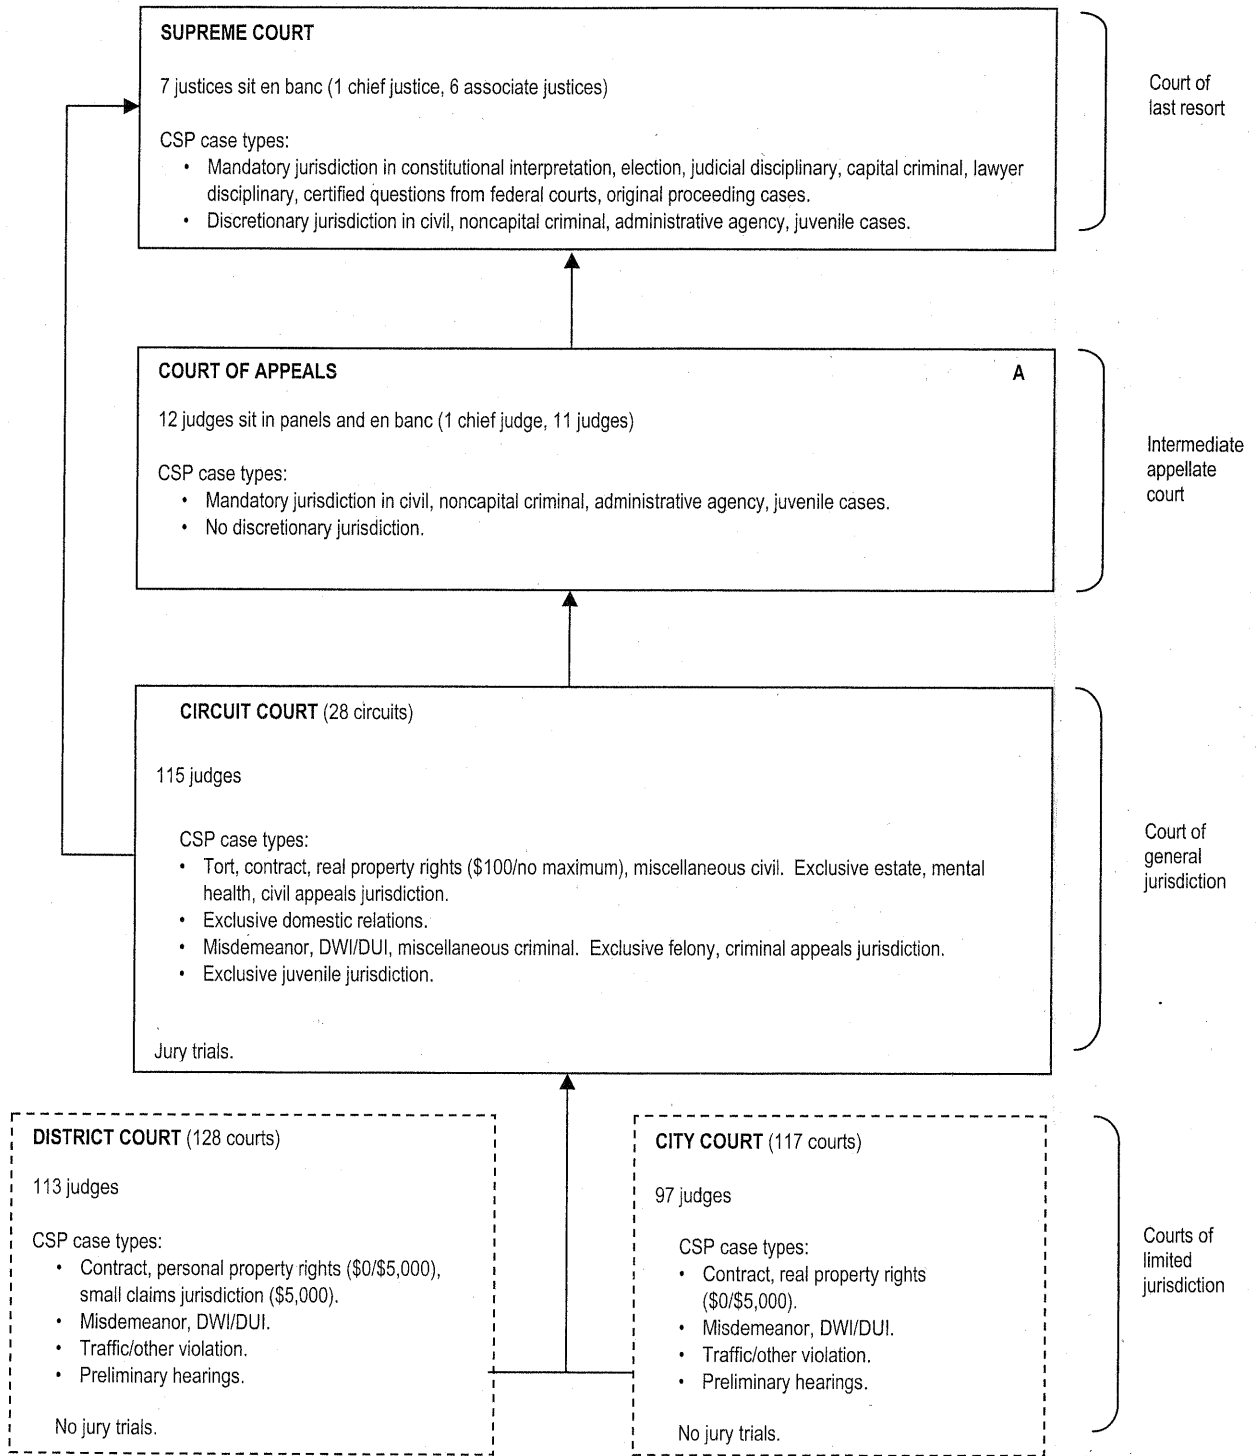 SUPREME COURT
7 justices sit en banc (1 chief justice, 6 associate justices)
CSP case types:
• Mandatory jurisdiction in constitutional interpretation, election, judicial disciplinary, capital criminal, lawyer
disciplinary, certified questions from federal courts, original proceeding cases.
• Discretionary jurisdiction in civil, noncapital criminal, administrative agency, juvenile cases.
Court of
last resort
COURT OF APPEALS A
12 judges sit in panels and en banc (1 chief judge, 11 judges)
CSP case types:
• Mandatory jurisdiction in civil, noncapital criminal, administrative agency, juvenile cases.
• No discretionary jurisdiction.
Intermediate
appellate
court
CIRCUIT COURT (28 circuits)
115 judges
CSP case types:
• Tort, contract, real property rights ($100/no maximum), miscellaneous civil. Exclusive estate, mental
health, civil appeals jurisdiction.
• Exclusive domestic relations.
• Misdemeanor, DWI/DUI, miscellaneous criminal. Exclusive felony, criminal appeals jurisdiction.
• Exclusive juvenile jurisdiction.
Jury trials.
Court of
general
jurisdiction
DISTRICT COURT (128 courts)
113 judges
CSP case types:
• Contract, personal property rights ($0/$5,000),
small claims jurisdiction ($5,000).
• Misdemeanor, DWI/DUI.
• Traffic/other violation.
• Preliminary hearings.
No jury trials.
CITY COURT (117 courts)
97 judges
CSP case types:
• Contract, real property rights
($0/$5,000).
• Misdemeanor, DWI/DUI.
• Traffic/other violation.
• Preliminary hearings.
No jury trials.
Courts of
limited
jurisdiction